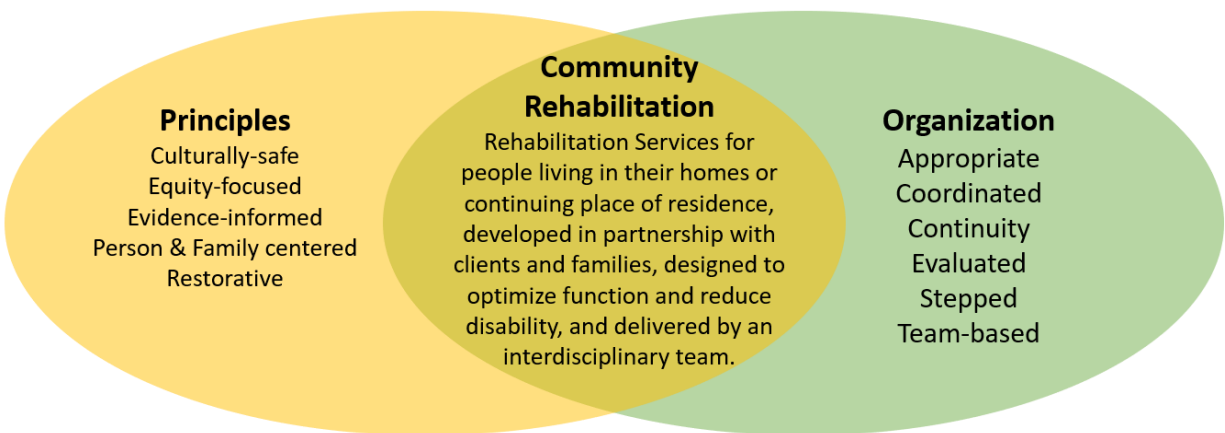 Principles
Culturally-safe
Equity-focused
Evidence-informed
Person & Family centered
Restorative
Community
Rehabilitation
Rehabilitation Services for
people living in their homes or
continuing place of residence,
developed in partnership with
clients and families, designed to
optimize function and reduce
disability, and delivered by an
interdisciplinary team.
Organization
Appropriate
Coordinated
Continuity
Evaluated
Stepped
Team-based